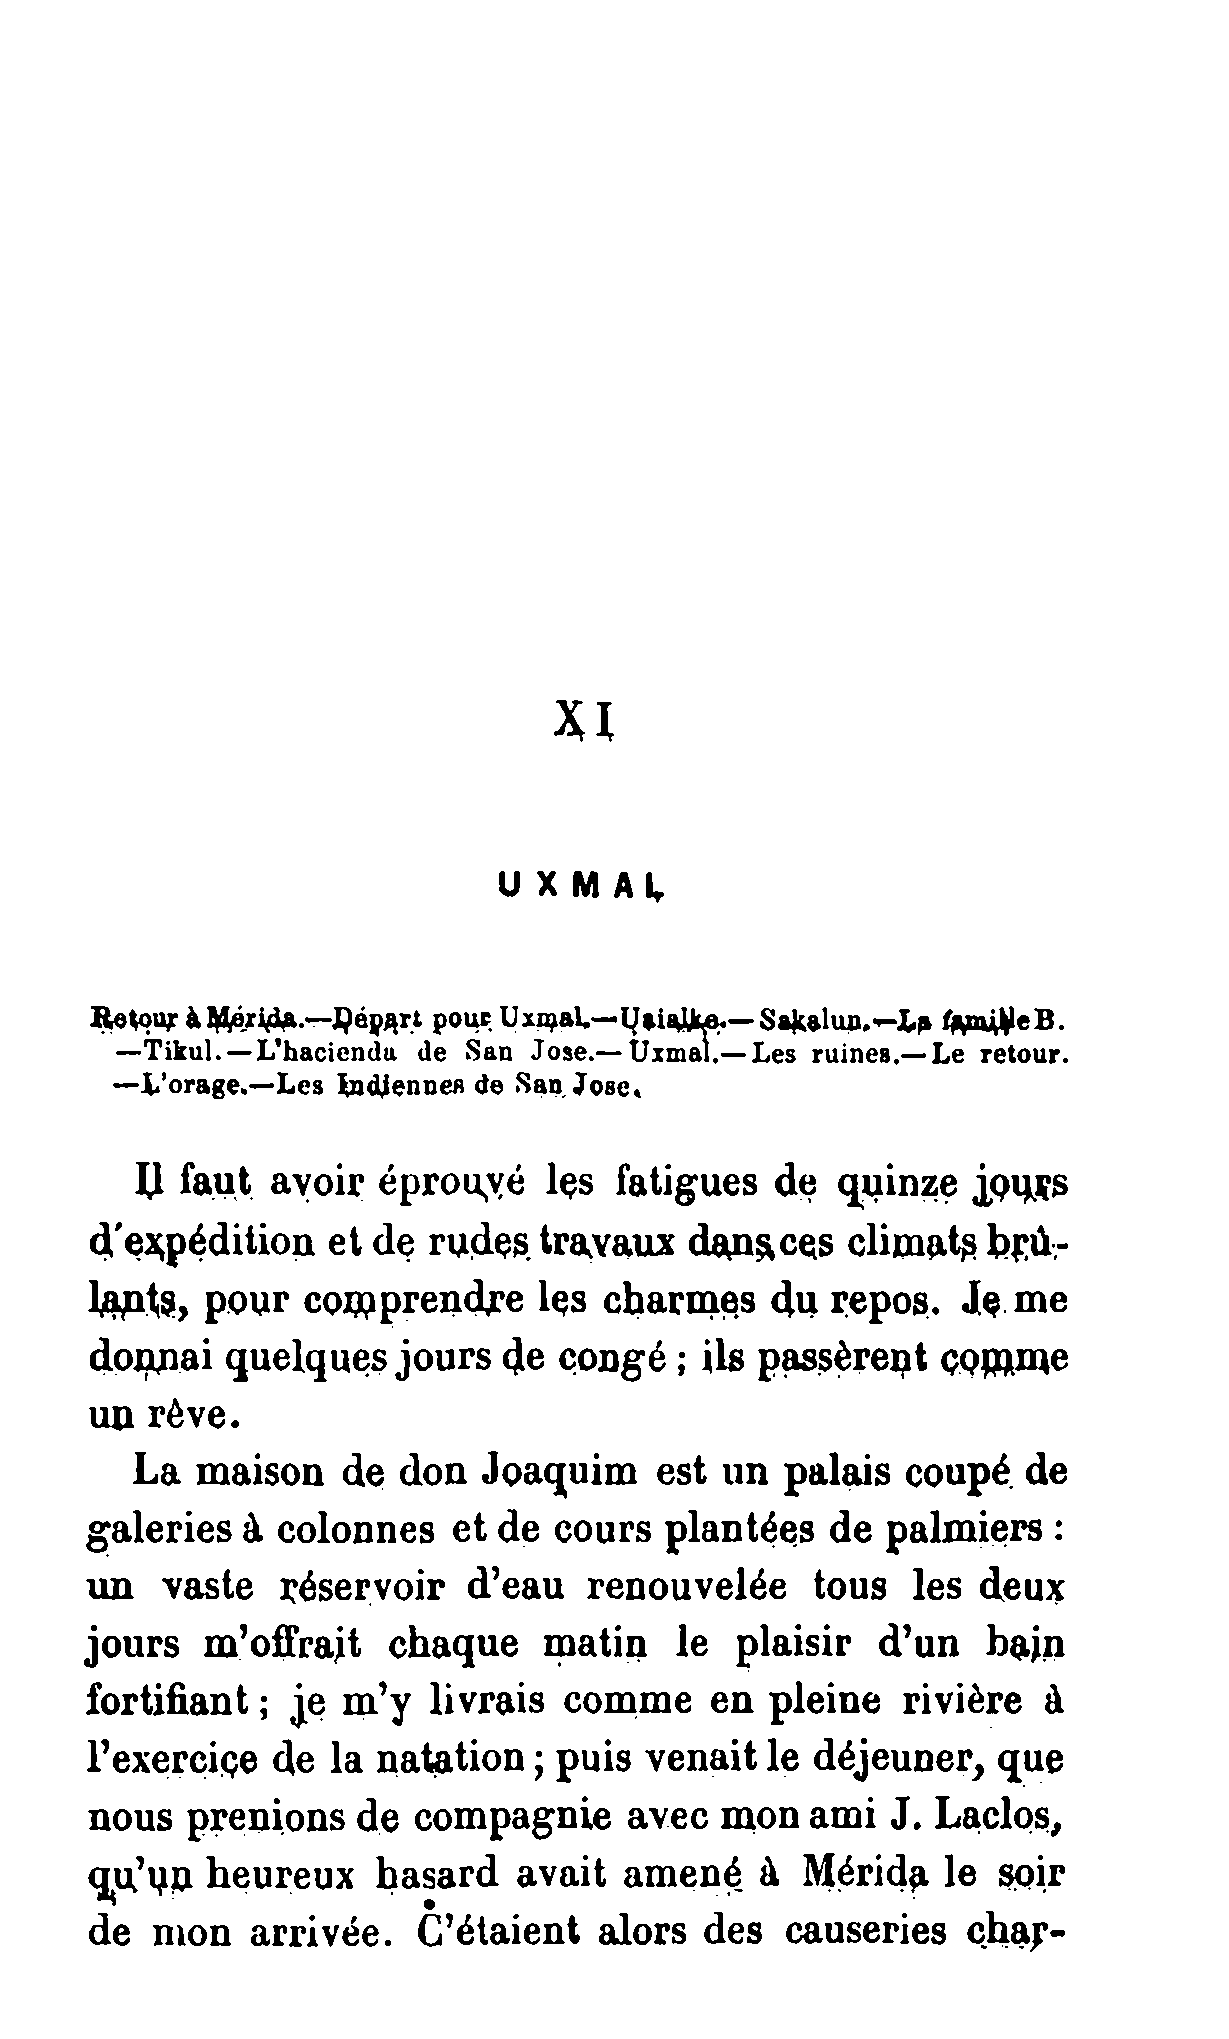 XI
UXMAL
Retour à Mérida.—Départ pour Uxmal.—Uaialke.—Sakalun.—La famille B.
—Tikul.—L'hacienda de San Jose.—Uxmal.—Les ruines.—Le retour.
—L'orage.—Les Indiennes de San Jose.
Il faut avoir éprouvé les fatigues de quinze jours
d'expédition et de rudes travaux dans ces climats brû-
lants, pour comprendre les charmes du repos. Je me
donnai quelques jours de congé ; ils passèrent comme
un rêve.
La maison de don Joaquim est un palais coupé de
galeries à colonnes et de cours plantées de palmiers :
un vaste réservoir d'eau renouvelée tous les deux
jours m'offrait chaque matin le plaisir d'un bain
fortifiant ; je m'y livrais comme en pleine rivière à
l'exercice de la natation ; puis venait le déjeuner, que
nous prenions de compagnie avec mon ami J. Laclos,
qu'un heureux hasard avait amené à Mérida le soir
de mon arrivée. C'étaient alors des causeries char-